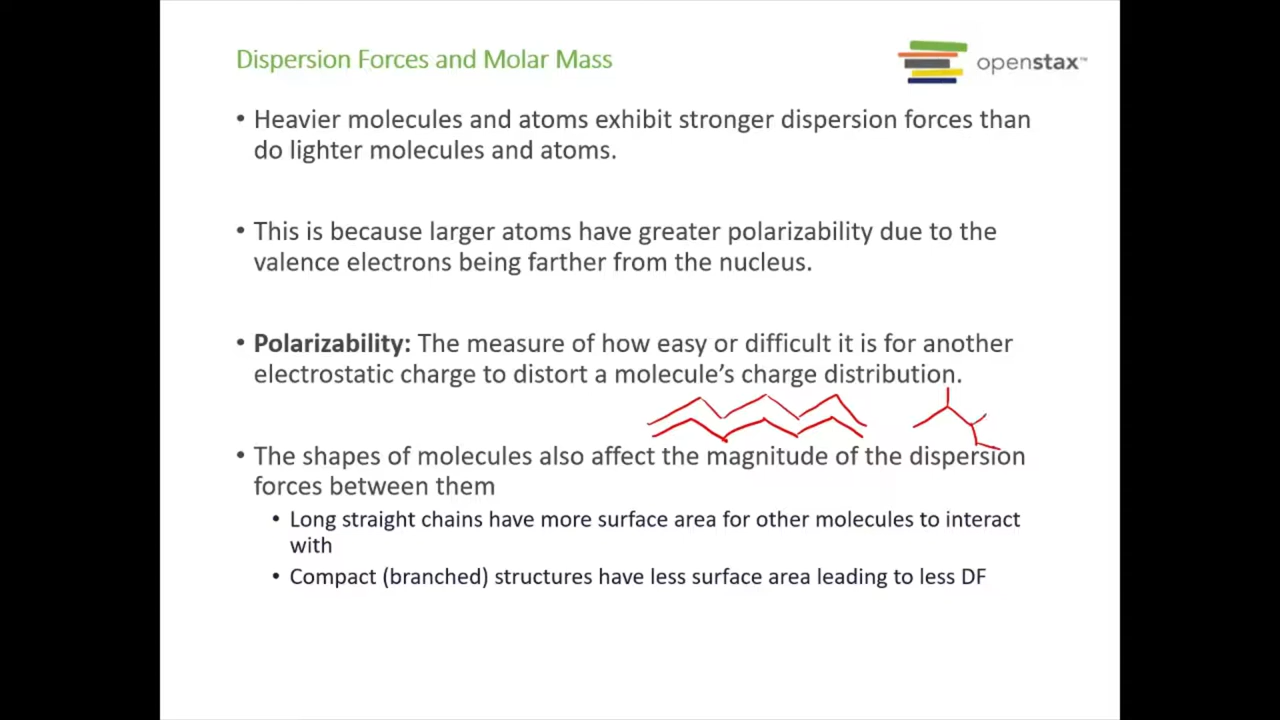 Dispersion Forces and Molar Mass
openstax™
• Heavier molecules and atoms exhibit stronger dispersion forces than
do lighter molecules and atoms.
• This is because larger atoms have greater polarizability due to the
valence electrons being farther from the nucleus.
• Polarizability: The measure of how easy or difficult it is for another
electrostatic charge to distort a molecule’s charge distribution.
• The shapes of molecules also affect the magnitude of the dispersion
forces between them
• Long straight chains have more surface area for other molecules to interact
with
• Compact (branched) structures have less surface area leading to less DF